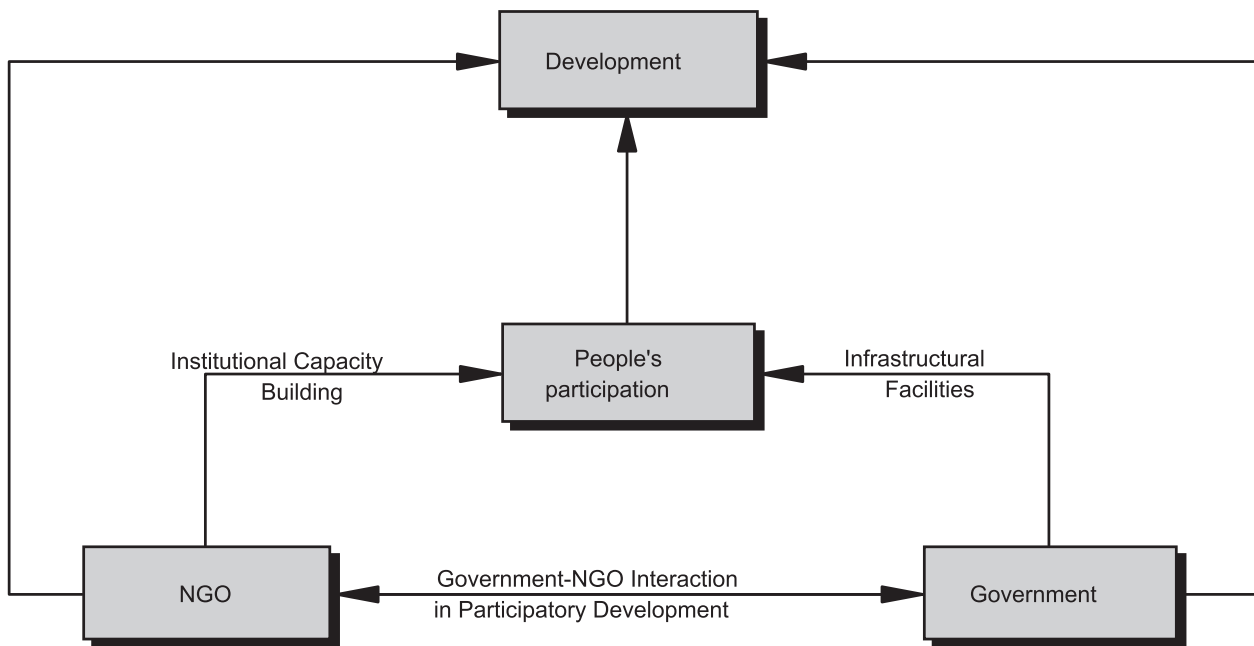 Development
Institutional Capacity
Building
People's
participation
Infrastructural
Facilities
NGO
Government-NGO Interaction
in Participatory Development
Government